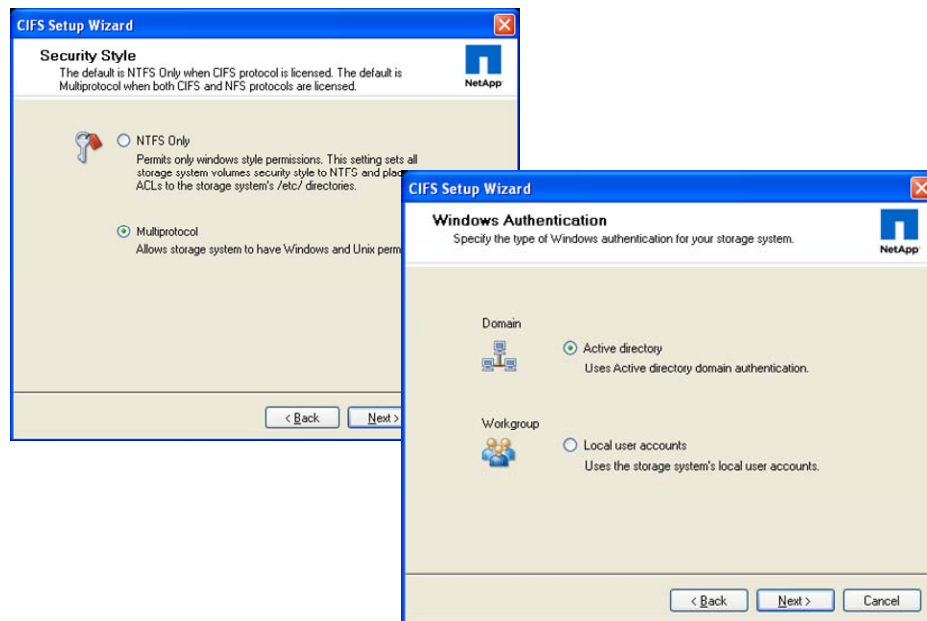 CIFS Setup Wizard
Security Style
The default is NTFS Only when CIFS protocol is licensed. The default is
Multiprotocol when both CIFS and NFS protocols are licensed.
NetApp
NTFS Only
Permits only windows style permissions. This setting sets all
storage system volumes security style to NTFS and
ACLs to the storage system's /etc/ directories.
Multiprotocol
Allows storage system to have Windows and Unix
< Back
Next >
CIFS Setup Wizard
Windows Authentication
Specify the type of Windows authentication for your storage system.
NetApp
Domain
Active directory
Uses Active directory domain authentication.
Workgroup
Local user accounts
Uses the storage system's local user accounts.
< Back
Next >
Cancel